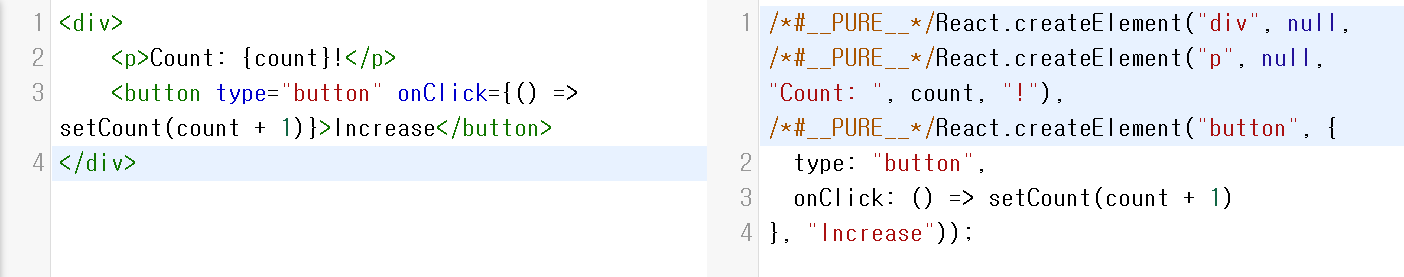 1 <div>
2     <p>Count: {count}!</p>
3     <button type="button" onClick={() =>
setCount(count + 1)}>Increase</button>
4 </div>
1 /*#__PURE__*/React.createElement("div", null,
/*#__PURE__*/React.createElement("p", null,
"Count: ", count, "!"),
/*#__PURE__*/React.createElement("button", {
2   type: "button",
3   onClick: () => setCount(count + 1)
4 }, "Increase"));